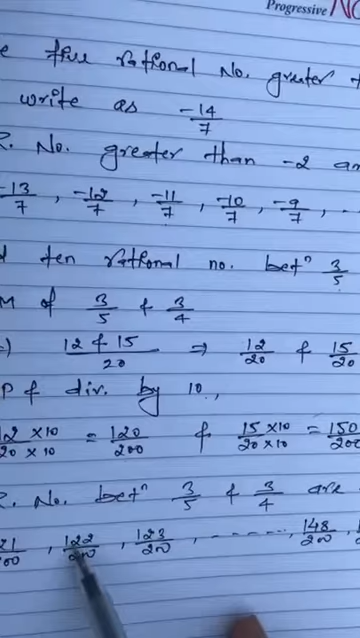 Progressive NO
e five rational No. greater
write as -14/7
R. No. greater than -2 an
-13/7 , -12/7 , -11/7 , -10/7 , -9/7 , .
d ten rational no. betⁿ 3/5
M of 3/5 & 3/4
12 & 15/20 ⇒ 12/20 & 15/20
P & div. by 10,
12×10/20×10 = 120/200 & 15×10/20×10 = 150/200
R. No. betⁿ 3/5 & 3/4 are
121/200 , 122/200 , 123/200 , - - - - - , 148/200 ,